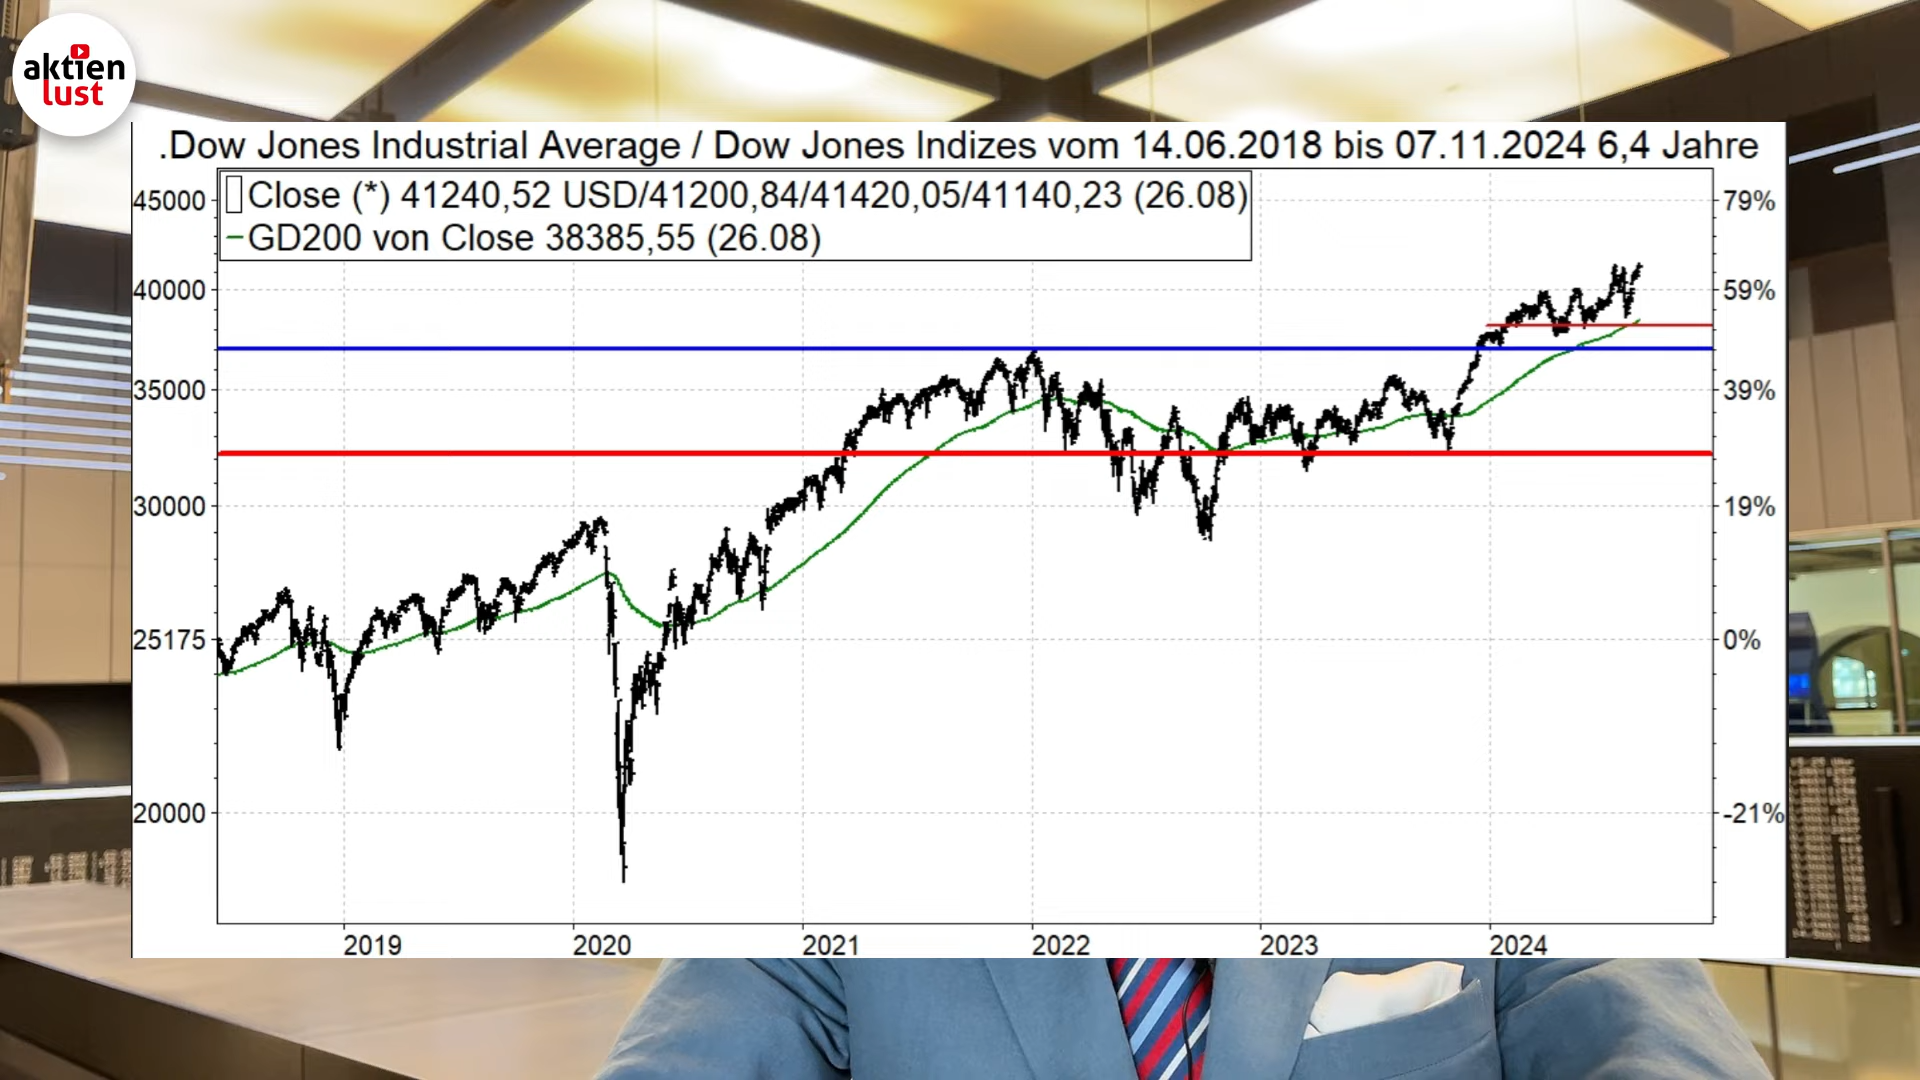 aktien
lust
.Dow Jones Industrial Average / Dow Jones Indizes vom 14.06.2018 bis 07.11.2024 6,4 Jahre
Close (*) 41240,52 USD/41200,84/41420,05/41140,23 (26.08)
GD200 von Close 38385,55 (26.08)
45000 79%
40000 59%
35000 39%
30000 19%
25175 0%
20000 -21%
2019 2020 2021 2022 2023 2024